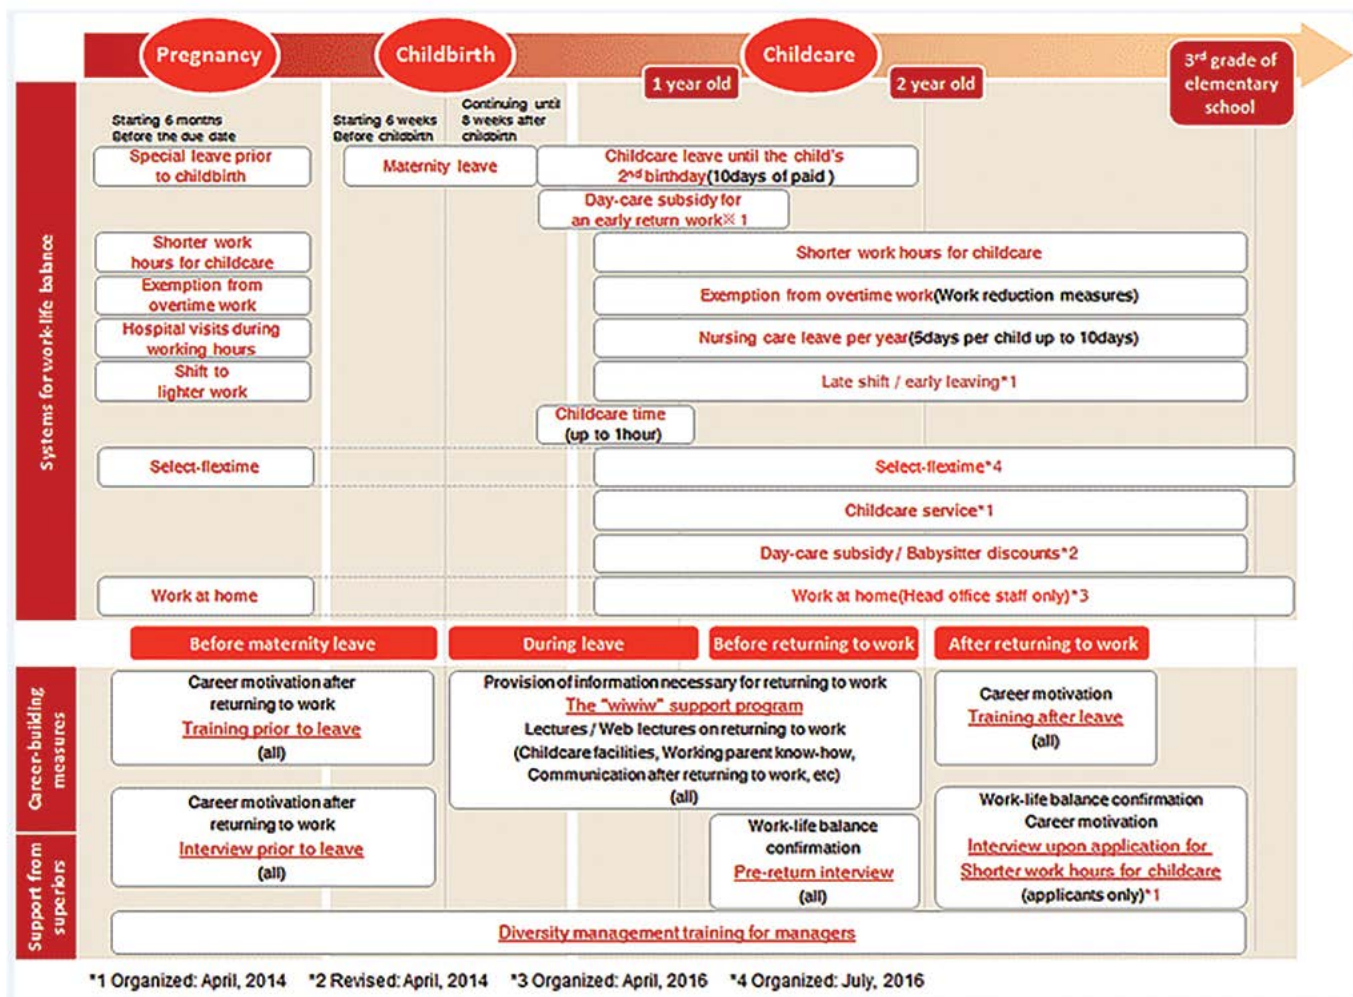 Pregnancy
Childbirth
Childcare
1 year old
2 year old
3rd grade of
elementary
school
Systems for work-life balance
Starting 6 months
Before the due date
Starting 6 weeks
Before childbirth
Continuing until
8 weeks after
childbirth
Special leave prior
to childbirth
Maternity leave
Childcare leave until the child's
2nd birthday(10days of paid )
Day-care subsidy for
an early return work※ 1
Shorter work
hours for childcare
Shorter work hours for childcare
Exemption from
overtime work
Exemption from overtime work(Work reduction measures)
Hospital visits during
working hours
Nursing care leave per year(5days per child up to 10days)
Shift to
lighter work
Late shift / early leaving*1
Childcare time
(up to 1hour)
Select-flextime
Select-flextime*4
Childcare service*1
Day-care subsidy / Babysitter discounts*2
Work at home
Work at home(Head office staff only)*3
Before maternity leave
During leave
Before returning to work
After returning to work
Career-building
measures
Career motivation after
returning to work
Training prior to leave
(all)
Provision of information necessary for returning to work
The "wiwiw" support program
Lectures / Web lectures on returning to work
(Childcare facilities, Working parent know-how,
Communication after returning to work, etc)
(all)
Career motivation
Training after leave
(all)
Support from
superiors
Career motivation after
returning to work
Interview prior to leave
(all)
Work-life balance
confirmation
Pre-return interview
(all)
Work-life balance confirmation
Career motivation
Interview upon application for
Shorter work hours for childcare
(applicants only)*1
Diversity management training for managers
*1 Organized: April, 2014 *2 Revised: April, 2014 *3 Organized: April, 2016 *4 Organized: July, 2016